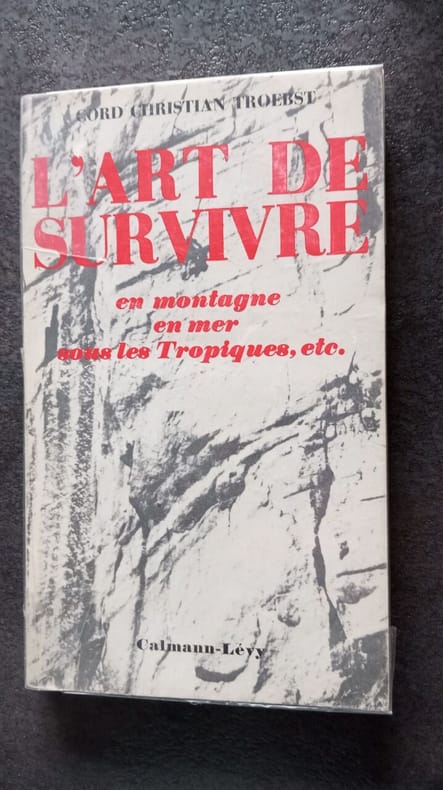 CORD CHRISTIAN TROEBST
L'ART DE
SURVIVRE
en montagne
en mer
sous les Tropiques, etc.
Calmann-Lévy